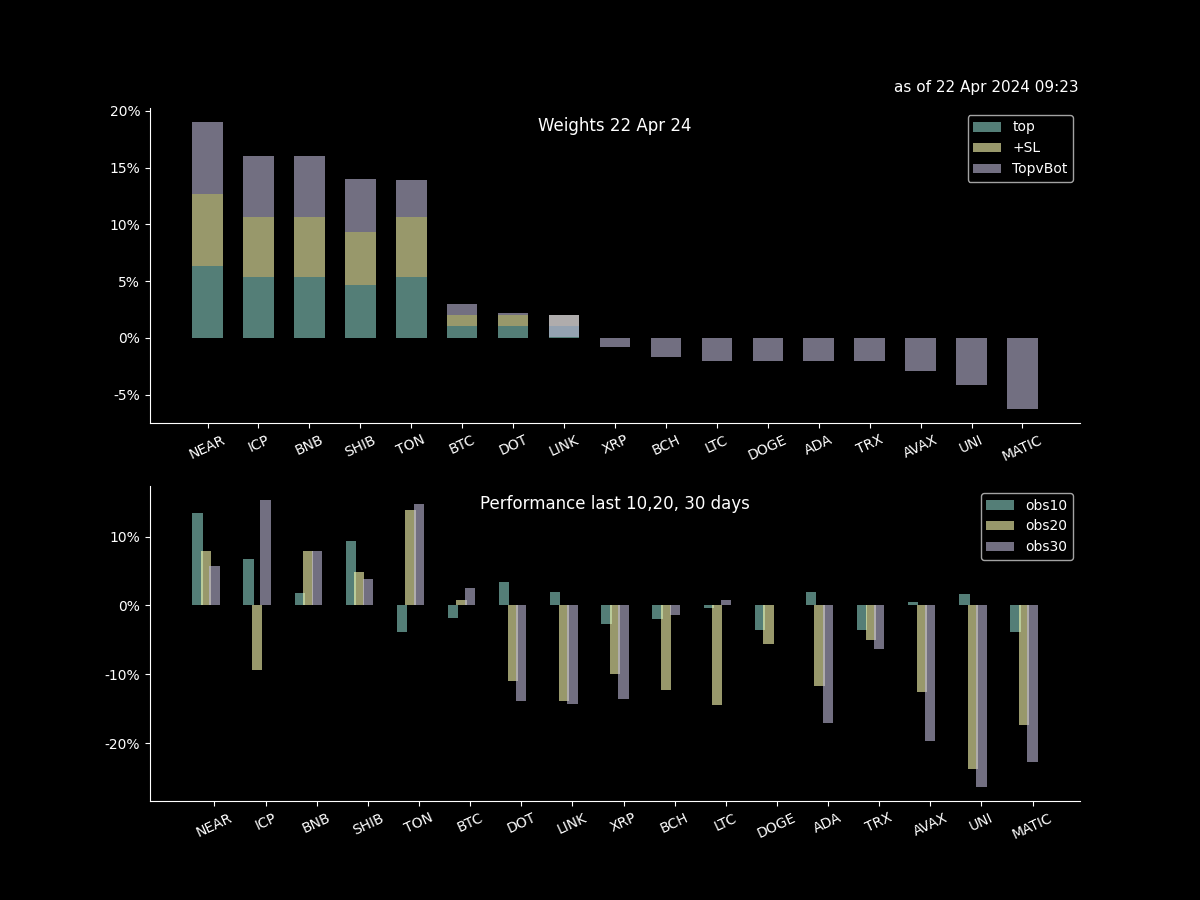 as of 22 Apr 2024 09:23
Weights 22 Apr 24
top
+SL
TopvBot
20%
15%
10%
5%
0%
-5%
NEAR ICP BNB SHIB TON BTC DOT LINK XRP BCH LTC DOGE ADA TRX AVAX UNI MATIC
Performance last 10,20, 30 days
obs10
obs20
obs30
10%
0%
-10%
-20%
NEAR ICP BNB SHIB TON BTC DOT LINK XRP BCH LTC DOGE ADA TRX AVAX UNI MATIC